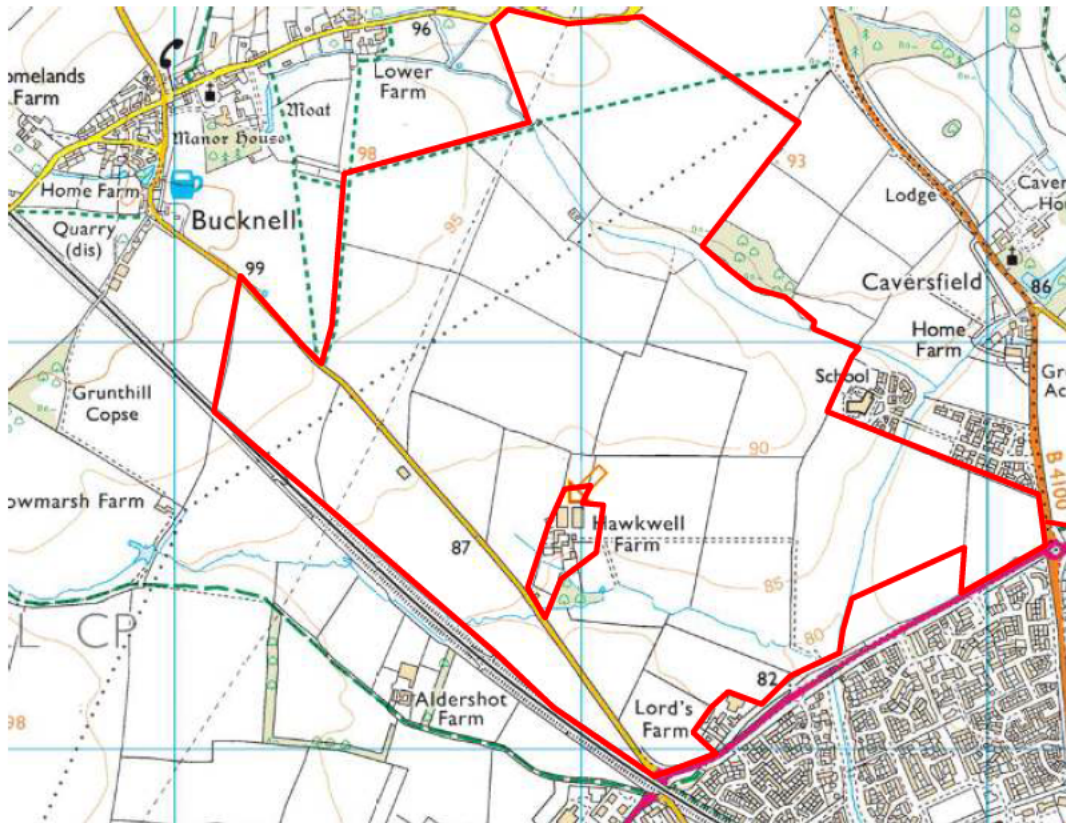 96
omelands
Farm
Lower
Farm
Moat
Manor House
98
93
Home Farm
95
Lodge
Bucknell
Quarry
(dis)
99
Caversfield
86
Home
Farm
School
Grunthill
Copse
90
B 4100
owmarsh Farm
87
Hawkwell
Farm
85
80
L CP
82
Aldershot
Farm
Lord's
Farm
98